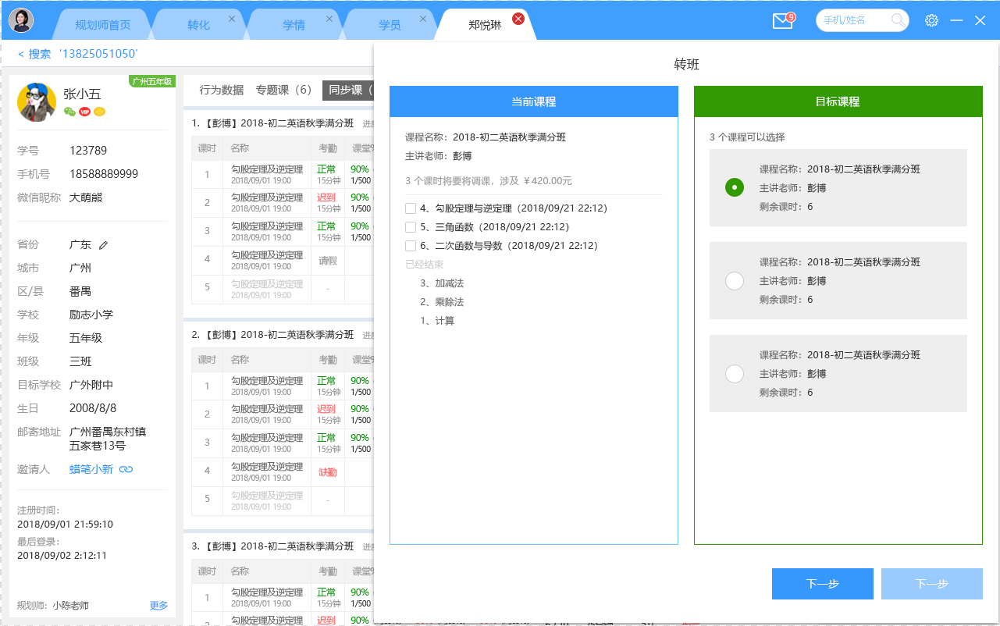 规划师首页
转化
学情
学员
郑悦琳
9
手机/姓名
< 搜索 ‘13825051050’
广州五年级
张小五
VIP
学号 123789
手机号 18588889999
微信昵称 大萌熊
省份 广东
城市 广州
区/县 番禺
学校 励志小学
年级 五年级
班级 三班
目标学校 广外附中
生日 2008/8/8
邮寄地址 广州番禺东村镇
五家巷13号
邀请人 蜡笔小新
注册时间:
2018/09/01 21:59:10
最后登录:
2018/09/02 2:12:11
规划师: 小陈老师 更多
行为数据 专题课（6） 同步课（
1. 【彭博】2018-初二英语秋季满分班
课时 名称 考勤 课堂%
1 勾股定理及逆定理 正常 90%
2018/09/01 19:00 15分钟 1/500
2 勾股定理及逆定理 迟到 90%
2018/09/01 19:00 15分钟 1/500
3 勾股定理及逆定理 正常 90%
2018/09/01 19:00 15分钟 1/500
4 勾股定理及逆定理 请假
2018/09/01 19:00
5 勾股定理及逆定理 -
2018/09/01 19:00
2. 【彭博】2018-初二英语秋季满分班
课时 名称 考勤 课堂%
1 勾股定理及逆定理 正常 90%
2018/09/01 19:00 15分钟 1/500
2 勾股定理及逆定理 迟到 90%
2018/09/01 19:00 15分钟 1/500
3 勾股定理及逆定理 正常 90%
2018/09/01 19:00 15分钟 1/500
4 勾股定理及逆定理 缺勤
2018/09/01 19:00
5 勾股定理及逆定理 -
2018/09/01 19:00
3. 【彭博】2018-初二英语秋季满分班
课时 名称 考勤 课堂%
1 勾股定理及逆定理 正常 90%
2018/09/01 19:00 15分钟 1/500
勾股定理及逆定理 迟到 90%
转班
当前课程
课程名称：2018-初二英语秋季满分班
主讲老师：彭博
3 个课时将要将调课，涉及 ￥420.00元
4、勾股定理与逆定理（2018/09/21 22:12）
5、三角函数（2018/09/21 22:12）
6、二次函数与导数（2018/09/21 22:12）
已经结束
3、加减法
2、乘除法
1、计算
目标课程
3 个课程可以选择
课程名称：2018-初二英语秋季满分班
主讲老师：彭博
剩余课时：6
课程名称：2018-初二英语秋季满分班
主讲老师：彭博
剩余课时：6
课程名称：2018-初二英语秋季满分班
主讲老师：彭博
剩余课时：6
下一步
下一步